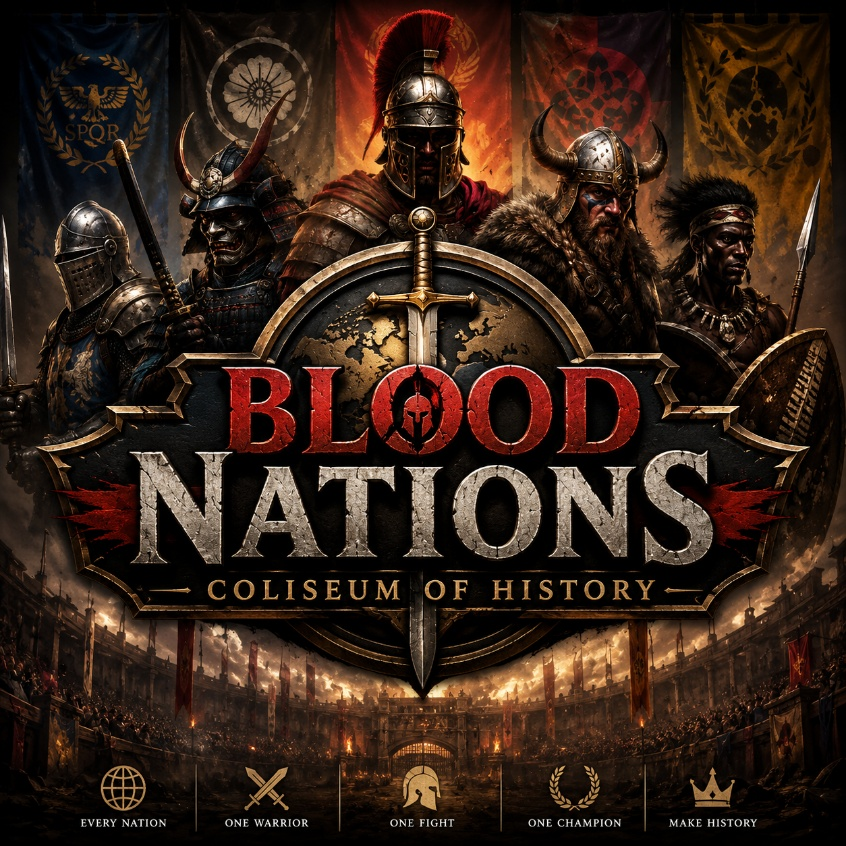 SPQR
BLOOD
NATIONS
COLISEUM OF HISTORY
EVERY NATION
ONE WARRIOR
ONE FIGHT
ONE CHAMPION
MAKE HISTORY